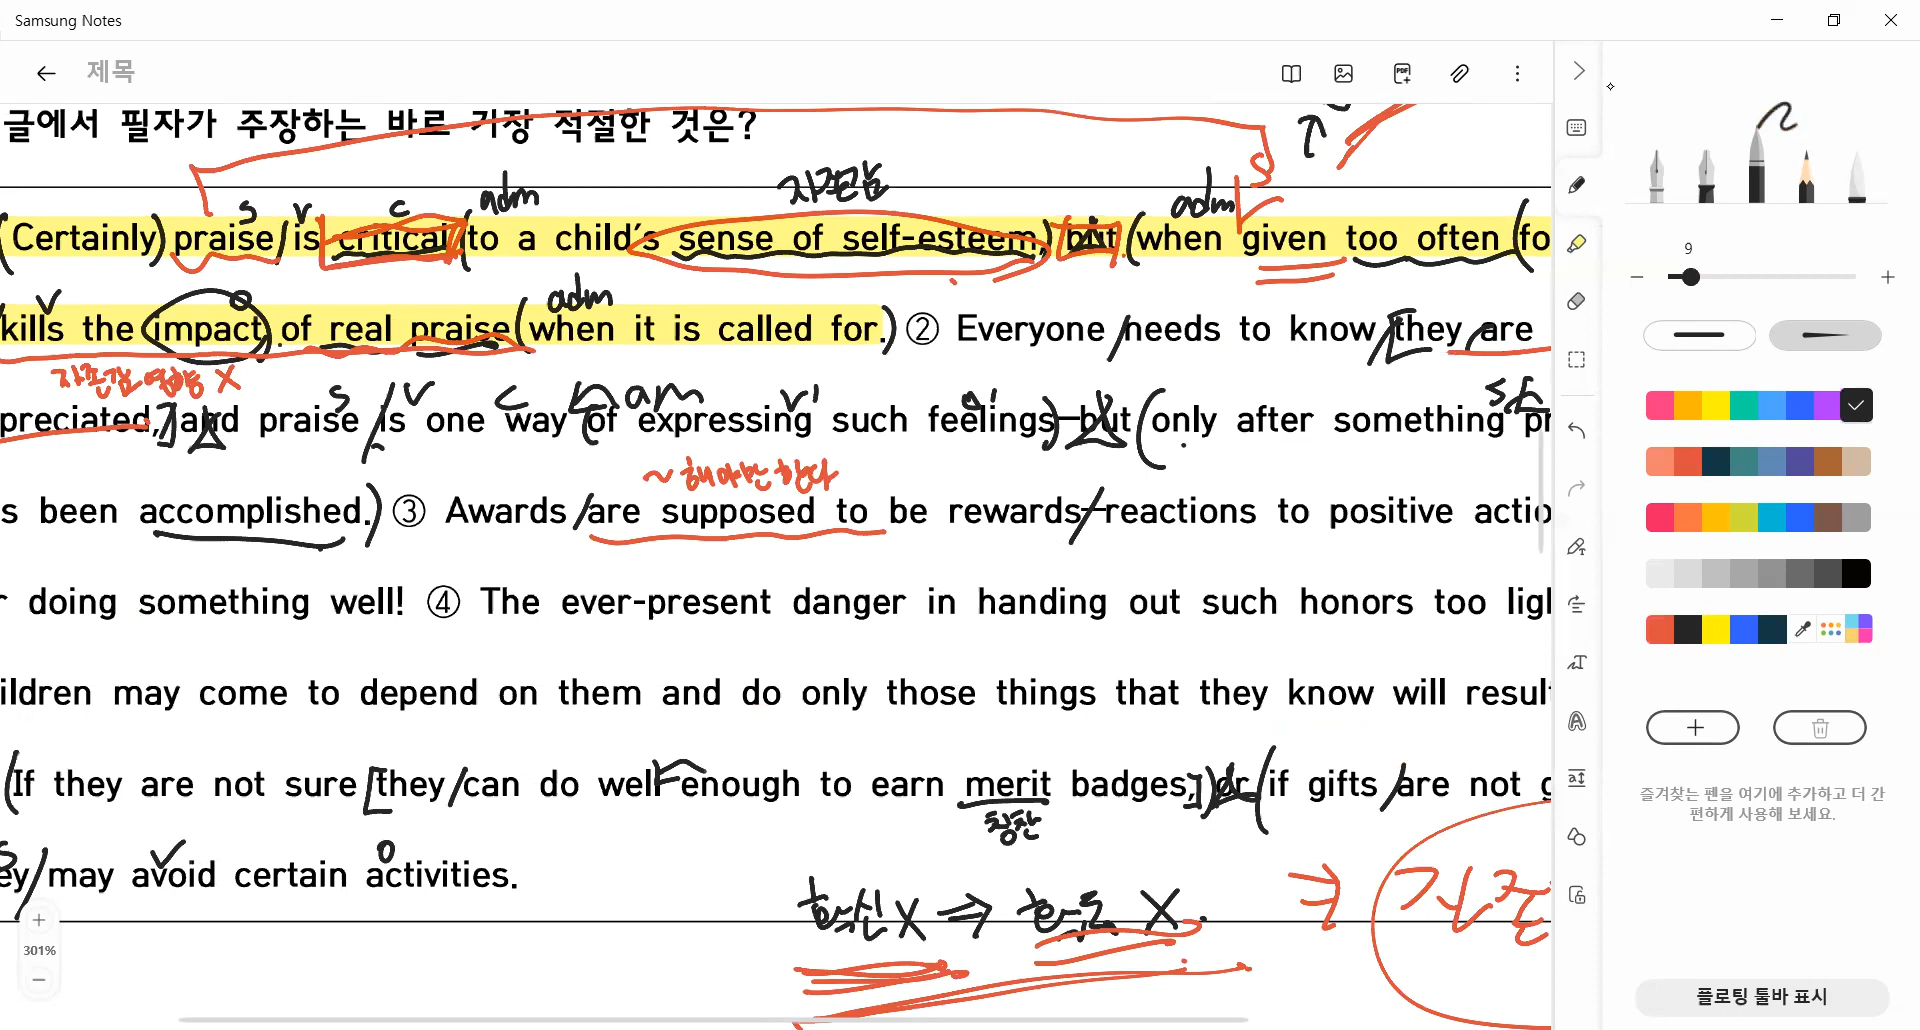 Samsung Notes
제목
글에서 필자가 주장하는 바로 가장 적절한 것은?
자존감
adm
adm
s v c
s
(Certainly) praise/is critical (to a child's sense of self-esteem,) but (when given too often (fo
v o adm
kills the impact of real praise (when it is called for.) ② Everyone/needs to know/[they are
자존감 영향 X
s v c am v' o' s
preciated,] and praise/is one way (of expressing such feelings)—but (only after something pr
~해야만 한다
s been accomplished.) ③ Awards/are supposed to be rewards/—reactions to positive actio
r doing something well! ④ The ever-present danger in handing out such honors too ligh
ildren may come to depend on them and do only those things that they know will result
(If they are not sure [they/can do well enough to earn merit badges,]) or (if gifts/are not g
칭찬
s v o
ey/may avoid certain activities.
확신 X ⇒ 활동 X.
⇒
301%
9
즐겨찾는 펜을 여기에 추가하고 더 간
편하게 사용해 보세요.
플로팅 툴바 표시